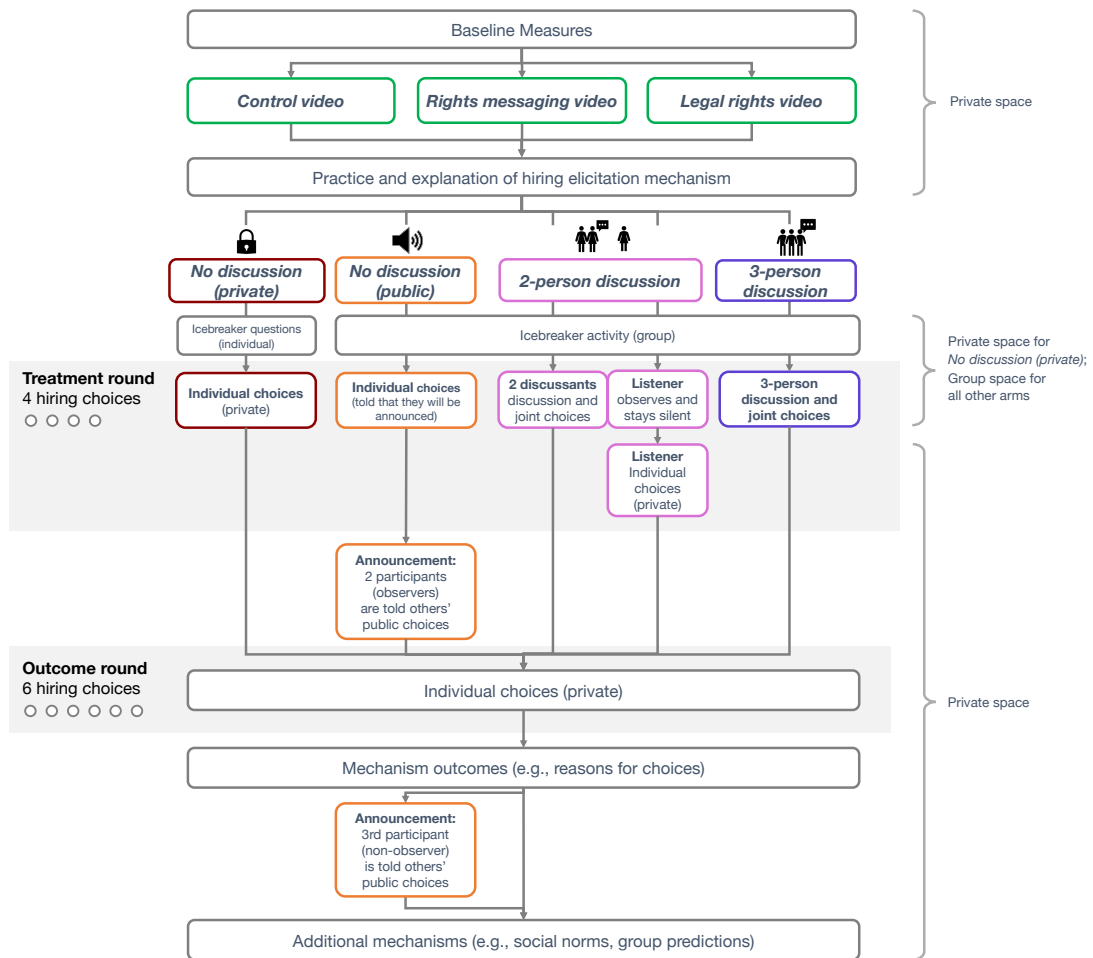 Baseline Measures
Control video
Rights messaging video
Legal rights video
Private space
Practice and explanation of hiring elicitation mechanism
No discussion
(private)
No discussion
(public)
2-person discussion
3-person
discussion
Icebreaker questions
(individual)
Icebreaker activity (group)
Private space for
No discussion (private);
Group space for
all other arms
Treatment round
4 hiring choices
Individual choices
(private)
Individual choices
(told that they will be
announced)
2 discussants
discussion and
joint choices
Listener
observes and
stays silent
3-person
discussion and
joint choices
Listener
Individual
choices
(private)
Announcement:
2 participants
(observers)
are told others’
public choices
Outcome round
6 hiring choices
Individual choices (private)
Private space
Mechanism outcomes (e.g., reasons for choices)
Announcement:
3rd participant
(non-observer)
is told others’
public choices
Additional mechanisms (e.g., social norms, group predictions)